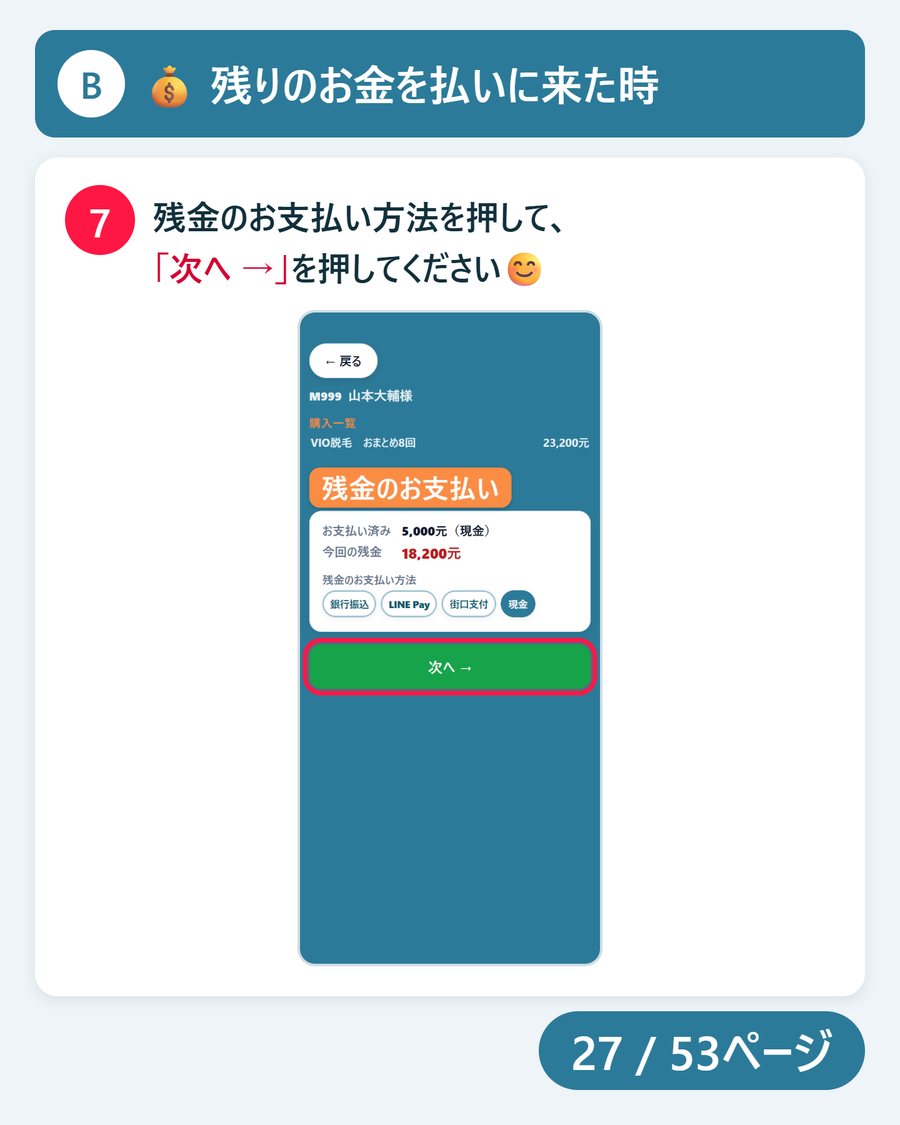 B 💰 残りのお金を払いに来た時
7 残金のお支払い方法を押して、
「次へ →」を押してください😊
← 戻る
M999 山本大輔様
購入一覧
VIO脱毛 おまとめ8回 23,200元
残金のお支払い
お支払い済み 5,000元（現金）
今回の残金 18,200元
残金のお支払い方法
銀行振込 LINE Pay 街口支付 現金
次へ →
27 / 53ページ